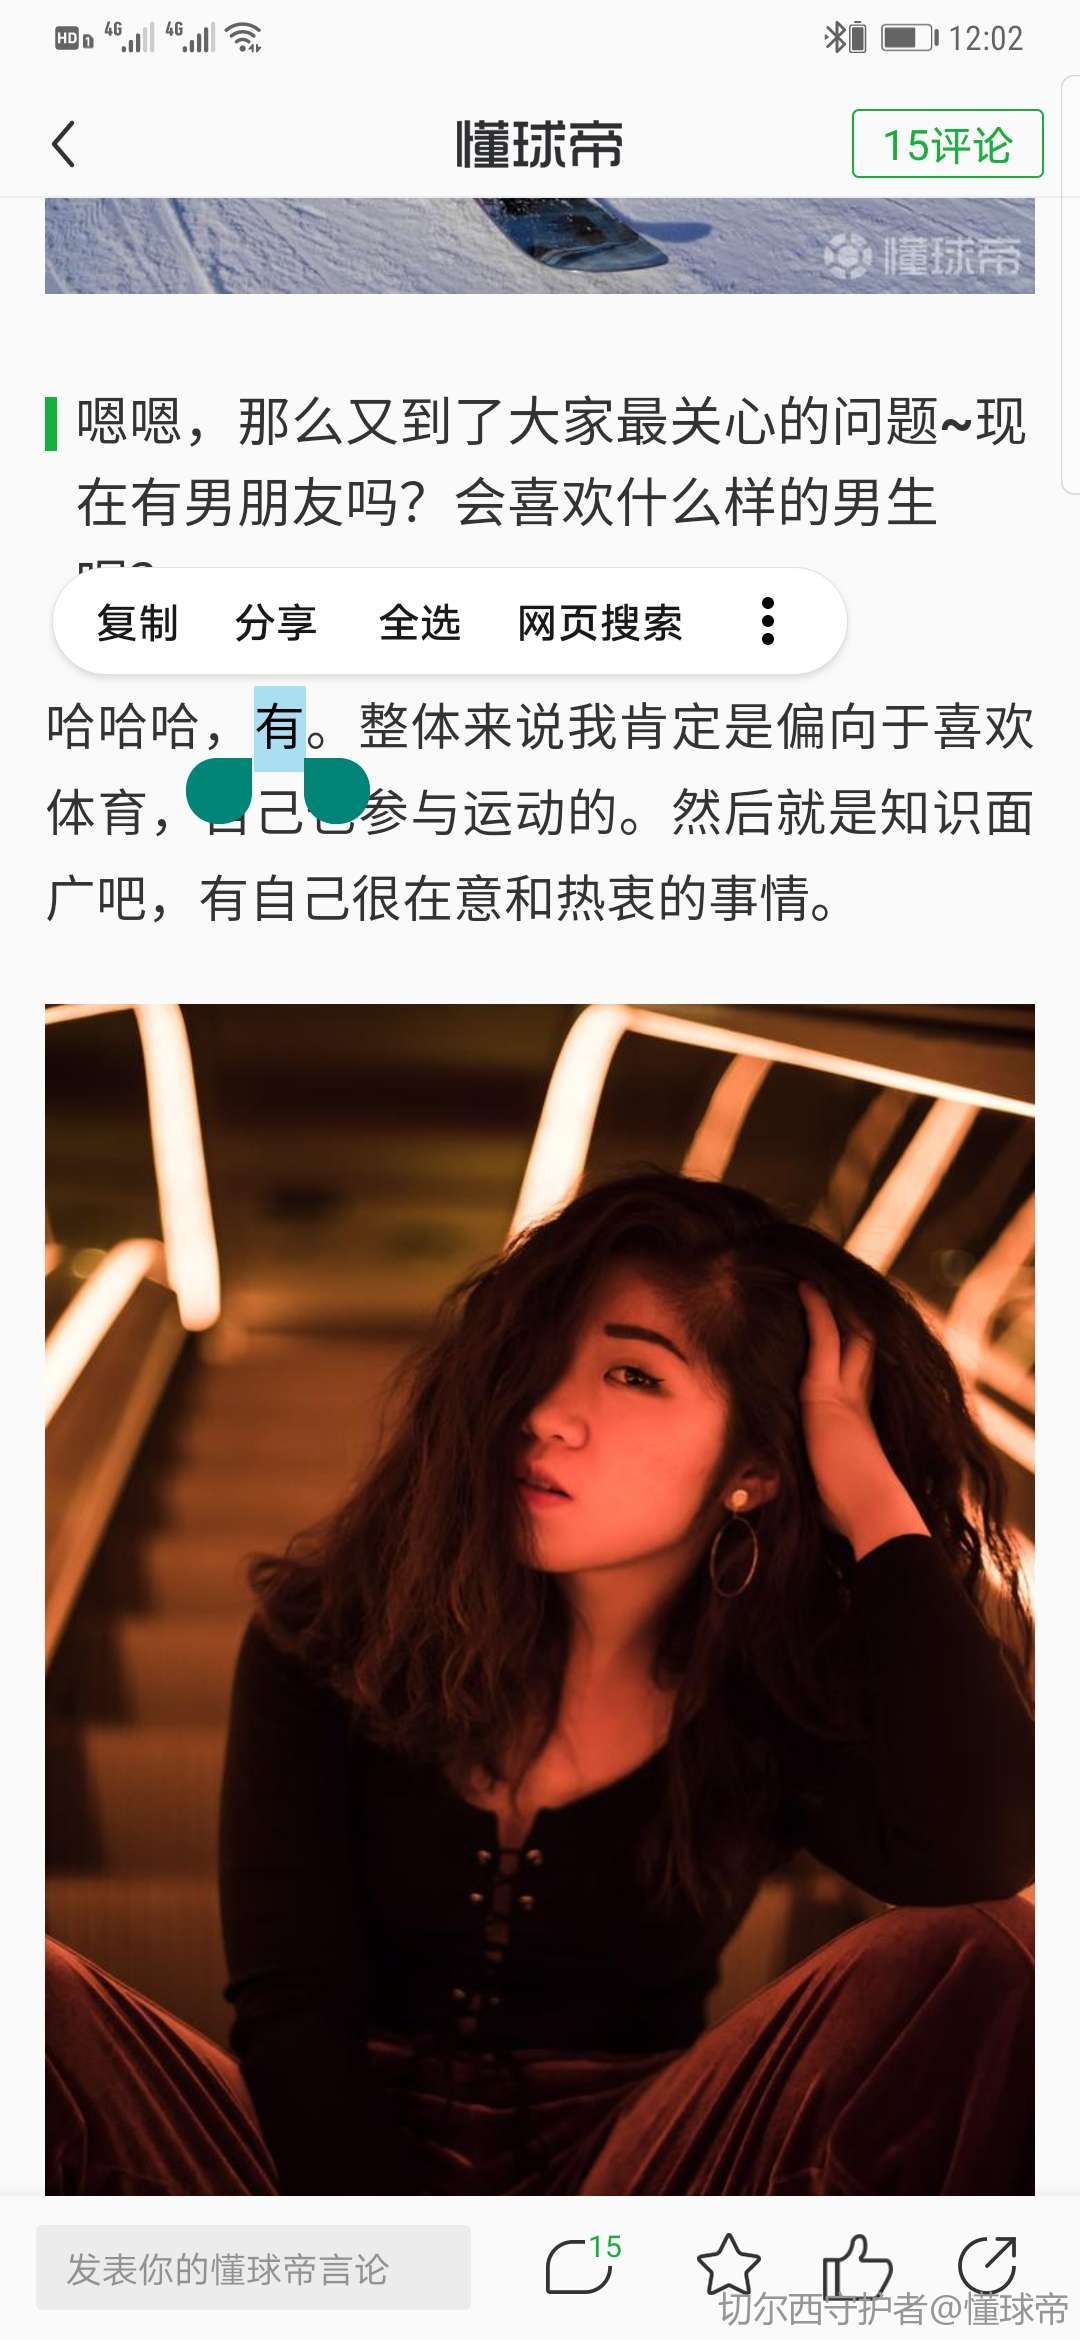 HD 1 4G 4G 12:02
懂球帝
15评论
懂球帝
嗯嗯，那么又到了大家最关心的问题~现
在有男朋友吗？会喜欢什么样的男生
复制 分享 全选 网页搜索
哈哈哈，有。整体来说我肯定是偏向于喜欢
体育，自己也参与运动的。然后就是知识面
广吧，有自己很在意和热衷的事情。
发表你的懂球帝言论
15
切尔西守护者@懂球帝